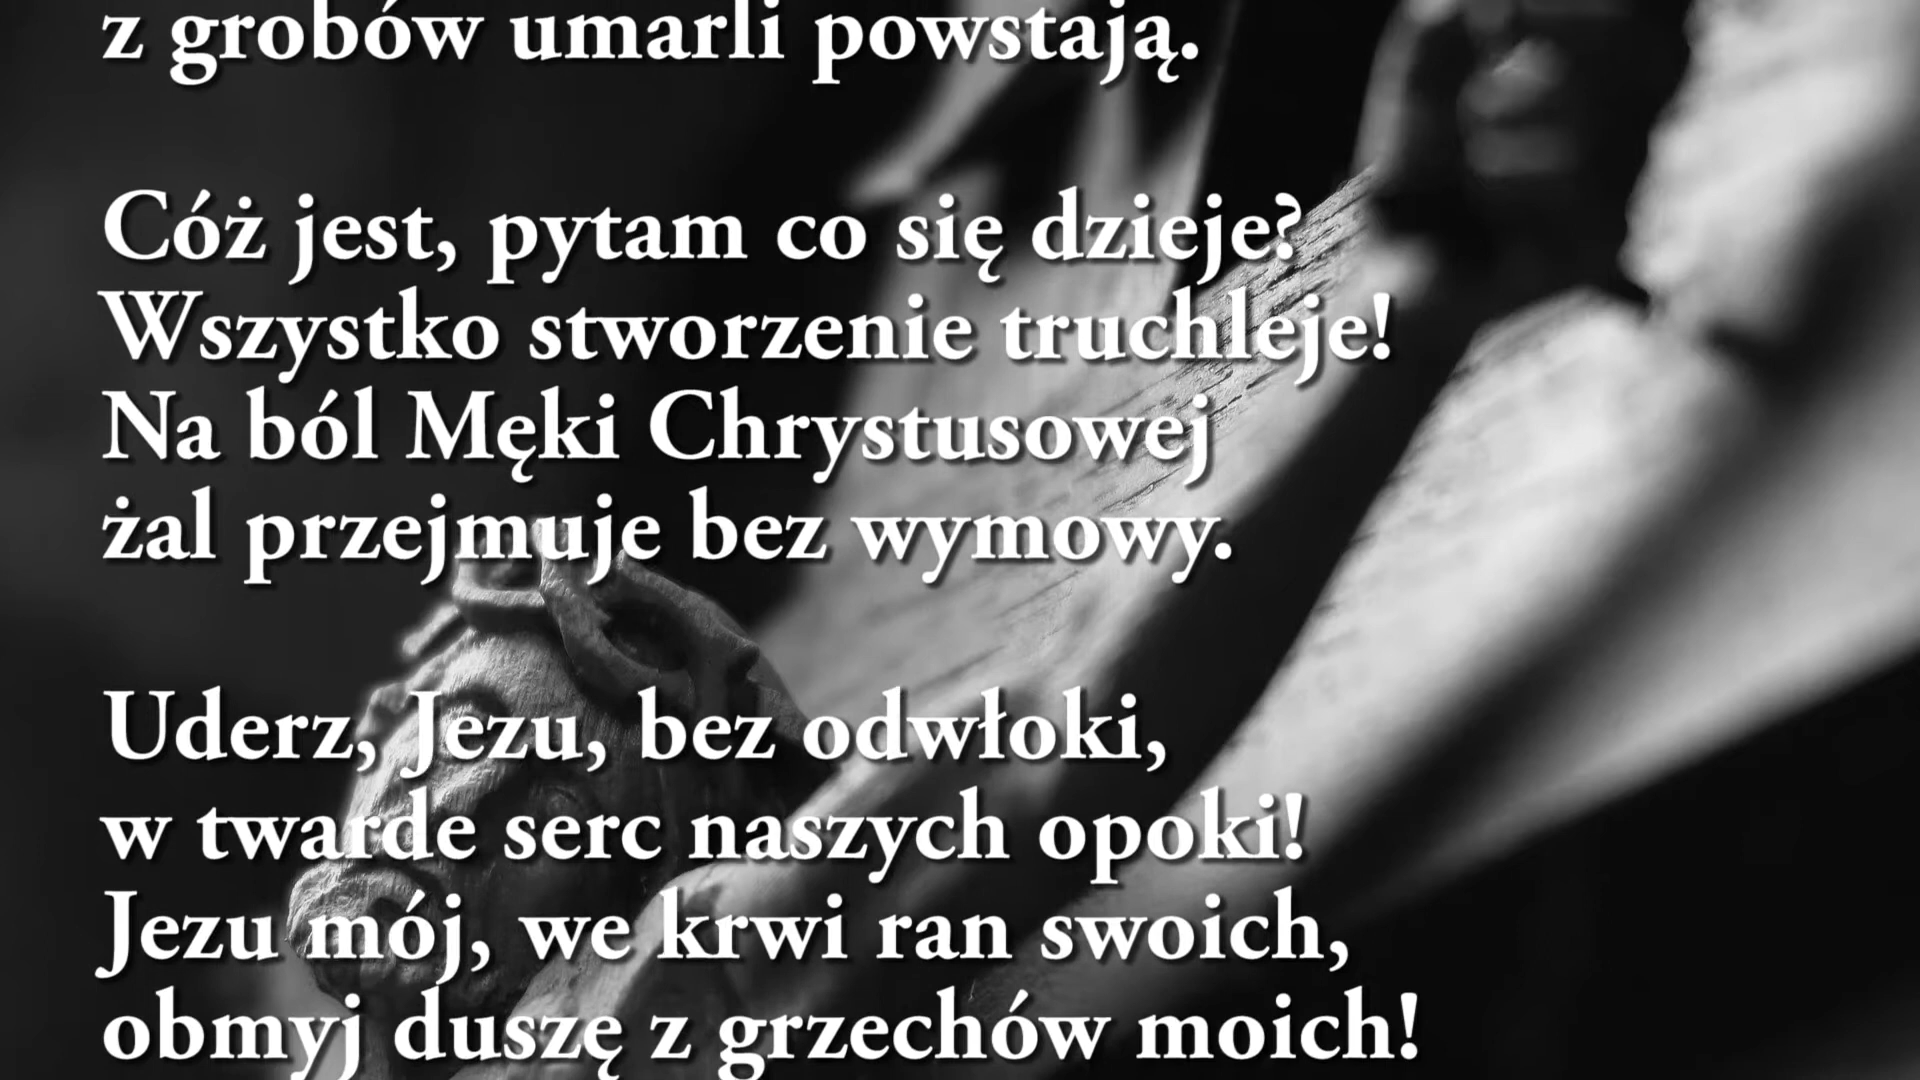 z grobów umarli powstają.
Cóż jest, pytam co się dzieje?
Wszystko stworzenie truchleje!
Na ból Męki Chrystusowej
żal przejmuje bez wymowy.
Uderz, Jezu, bez odwłoki,
w twarde serc naszych opoki!
Jezu mój, we krwi ran swoich,
obmyj duszę z grzechów moich!